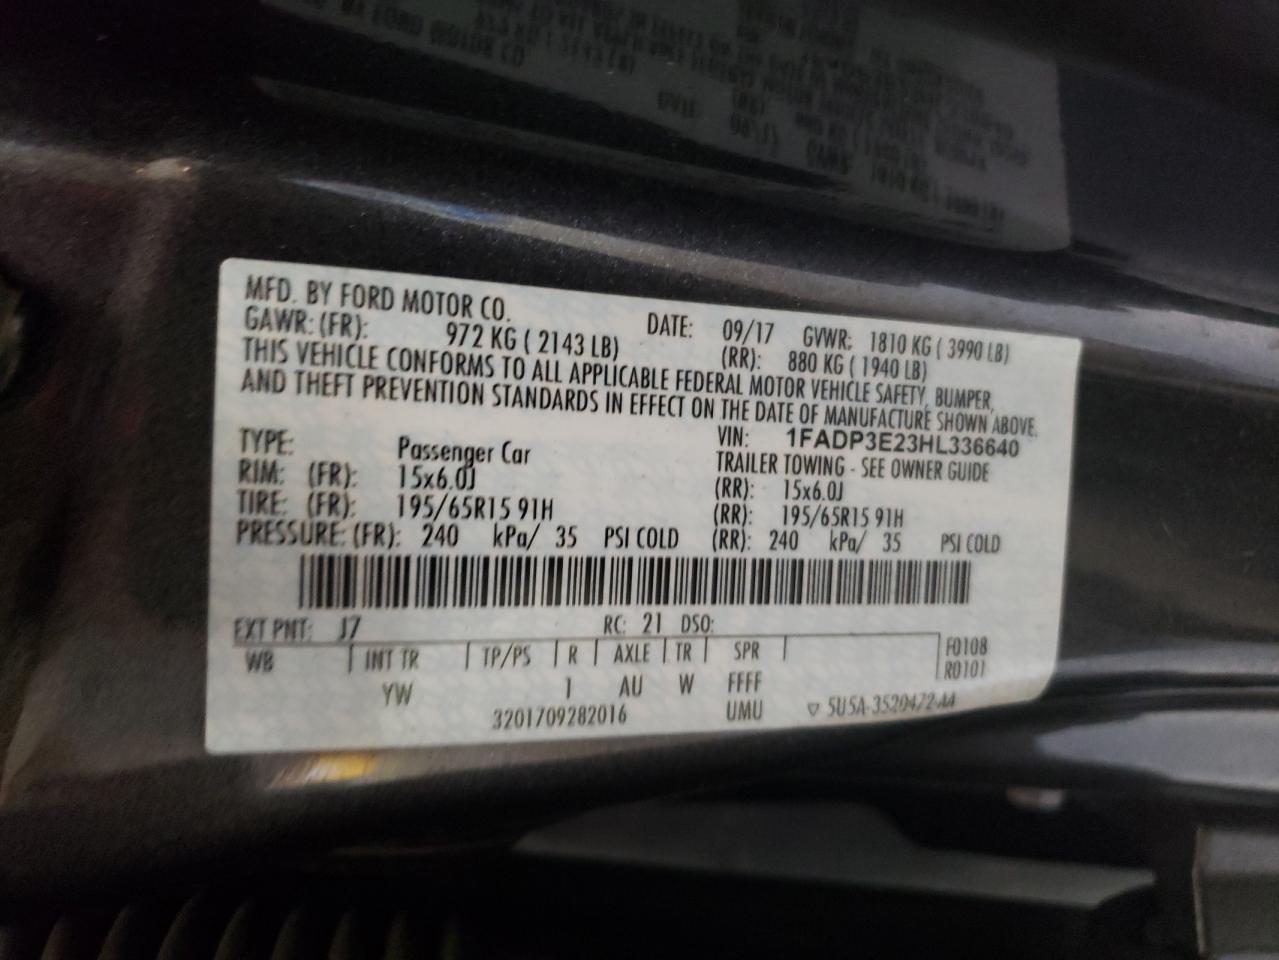 MFD. BY FORD MOTOR CO. DATE: 09/17 GVWR: 1810 KG ( 3990 LB)
GAWR: (FR): 972 KG ( 2143 LB) (RR): 880 KG ( 1940 LB)
THIS VEHICLE CONFORMS TO ALL APPLICABLE FEDERAL MOTOR VEHICLE SAFETY, BUMPER,
AND THEFT PREVENTION STANDARDS IN EFFECT ON THE DATE OF MANUFACTURE SHOWN ABOVE.
VIN: 1FADP3E23HL336640
TYPE: Passenger Car TRAILER TOWING - SEE OWNER GUIDE
RIM: (FR): 15x6.0J (RR): 15x6.0J
TIRE: (FR): 195/65R15 91H (RR): 195/65R15 91H
PRESSURE: (FR): 240 kPa/ 35 PSI COLD (RR): 240 kPa/ 35 PSI COLD
EXT PNT: J7 RC: 21 DSO: F0108
WB INT TR TP/PS R AXLE TR SPR R0101
YW 1 AU W FFFF
3201709282016 UMU ▽ 5U5A-3520472-AA